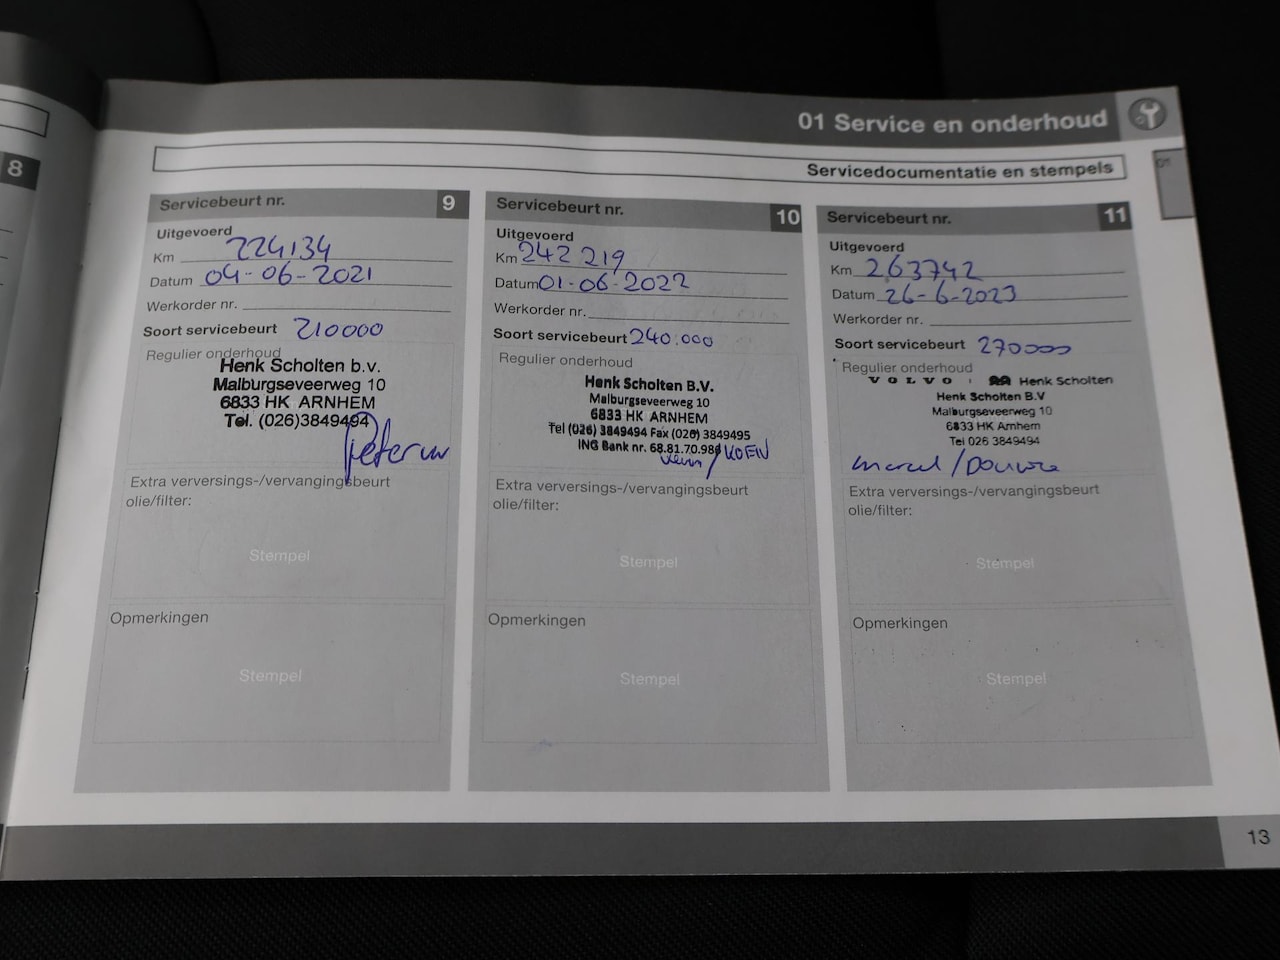 8
01 Service en onderhoud
01
Servicedocumentatie en stempels
Servicebeurt nr. 9
Uitgevoerd
Km 224134
Datum 04-06-2021
Werkorder nr.
Soort servicebeurt 210000
Regulier onderhoud
Henk Scholten b.v.
Malburgseveerweg 10
6833 HK ARNHEM
Tel. (026)3849494
Extra verversings-/vervangingsbeurt
olie/filter:
Stempel
Opmerkingen
Stempel
Servicebeurt nr. 10
Uitgevoerd
Km 242 219
Datum 01-06-2022
Werkorder nr.
Soort servicebeurt 240.000
Regulier onderhoud
Henk Scholten B.V.
Malburgseveerweg 10
6833 HK ARNHEM
Tel (026) 3849494 Fax (026) 3849495
ING Bank nr. 68.81.70.986
/ KOEN
Extra verversings-/vervangingsbeurt
olie/filter:
Stempel
Opmerkingen
Stempel
Servicebeurt nr. 11
Uitgevoerd
Km 263742
Datum 26-6-2023
Werkorder nr.
Soort servicebeurt 270000
Regulier onderhoud
VOLVO Henk Scholten
Henk Scholten B.V
Malburgseveerweg 10
6833 HK Arnhem
Tel 026 3849494
Marcel /
Extra verversings-/vervangingsbeurt
olie/filter:
Stempel
Opmerkingen
Stempel
13